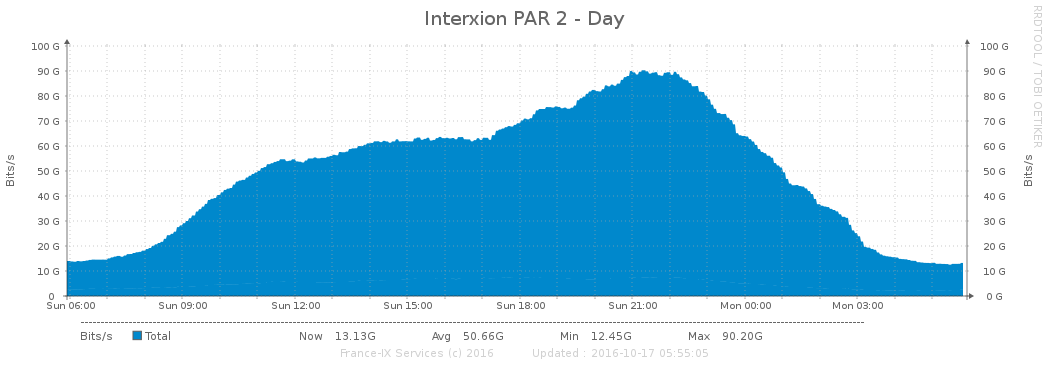 Interxion PAR 2 - Day
RRDTOOL / TOBI OETIKER
Bits/s
100 G
90 G
80 G
70 G
60 G
50 G
40 G
30 G
20 G
10 G
0
100 G
90 G
80 G
70 G
60 G
50 G
40 G
30 G
20 G
10 G
0 G
Bits/s
Sun 06:00 Sun 09:00 Sun 12:00 Sun 15:00 Sun 18:00 Sun 21:00 Mon 00:00 Mon 03:00
Bits/s Total Now 13.13G Avg 50.66G Min 12.45G Max 90.20G
France-IX Services (c) 2016 Updated : 2016-10-17 05:55:05